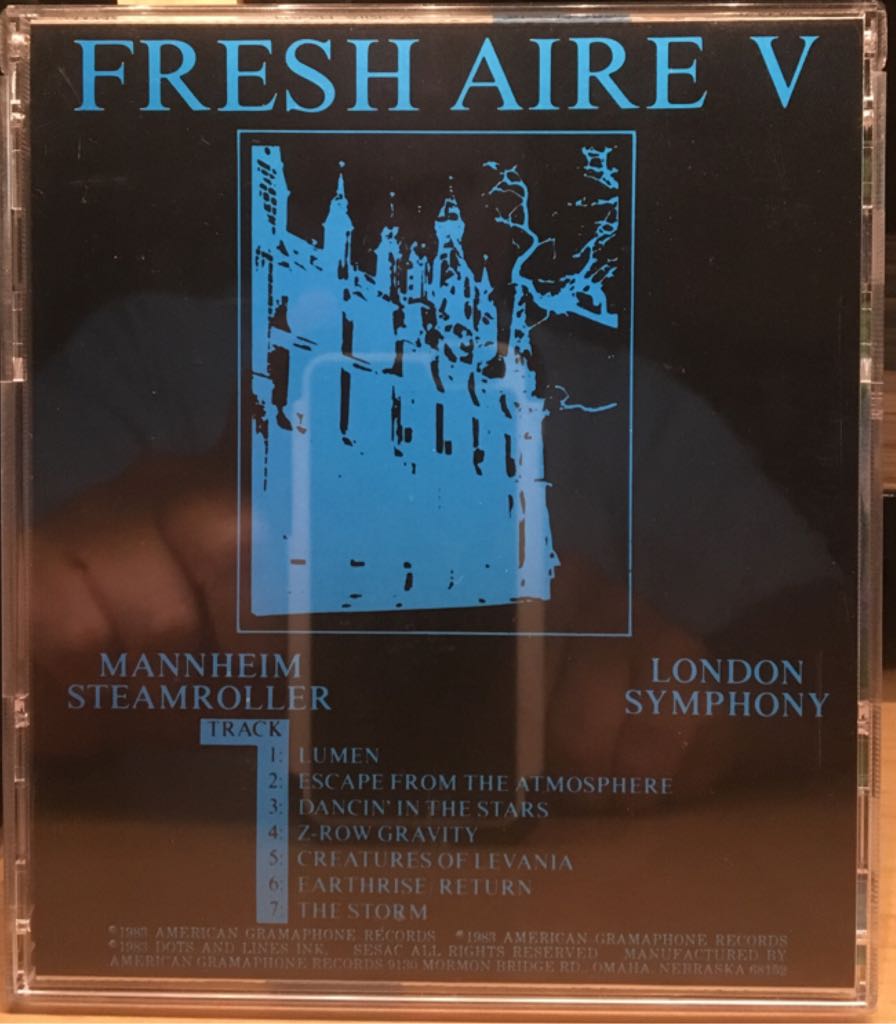 FRESH AIRE V
MANNHEIM
STEAMROLLER
LONDON
SYMPHONY
TRACK
1: LUMEN
2: ESCAPE FROM THE ATMOSPHERE
3: DANCIN' IN THE STARS
4: Z-ROW GRAVITY
5: CREATURES OF LEVANIA
6: EARTHRISE/RETURN
7: THE STORM
℗1983 AMERICAN GRAMAPHONE RECORDS ©1983 AMERICAN GRAMAPHONE RECORDS
©1983 DOTS AND LINES INK, SESAC ALL RIGHTS RESERVED MANUFACTURED BY
AMERICAN GRAMAPHONE RECORDS 9130 MORMON BRIDGE RD., OMAHA, NEBRASKA 68152